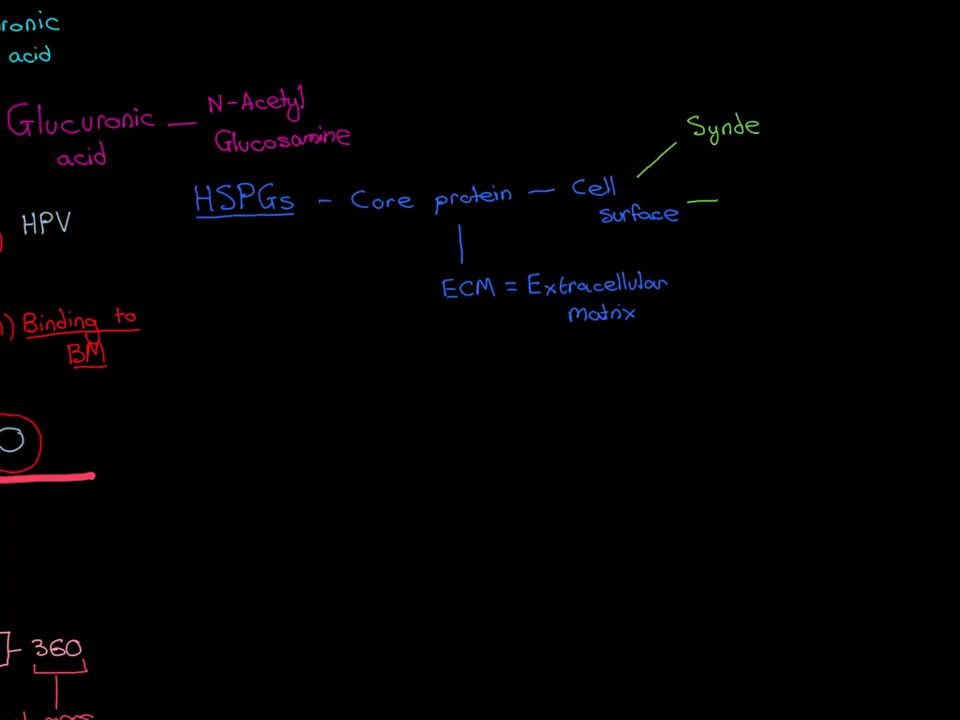 ronic
acid
Glucuronic — N-Acetyl
acid Glucosamine
Synde
HSPGs - Core protein — Cell
surface
HPV
ECM = Extracellular
matrix
) Binding to
BM
360